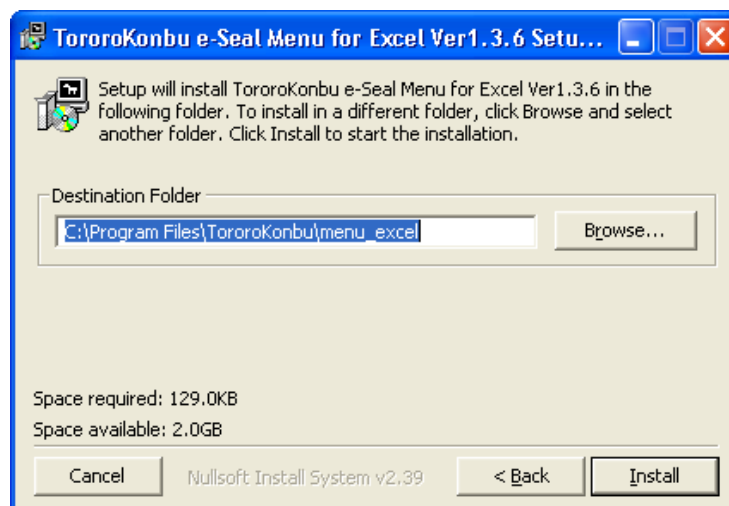 TororoKonbu e-Seal Menu for Excel Ver1.3.6 Setu...
Setup will install TororoKonbu e-Seal Menu for Excel Ver1.3.6 in the
following folder. To install in a different folder, click Browse and select
another folder. Click Install to start the installation.
Destination Folder
C:\Program Files\TororoKonbu\menu_excel
Browse...
Space required: 129.0KB
Space available: 2.0GB
Cancel
Nullsoft Install System v2.39
< Back
Install